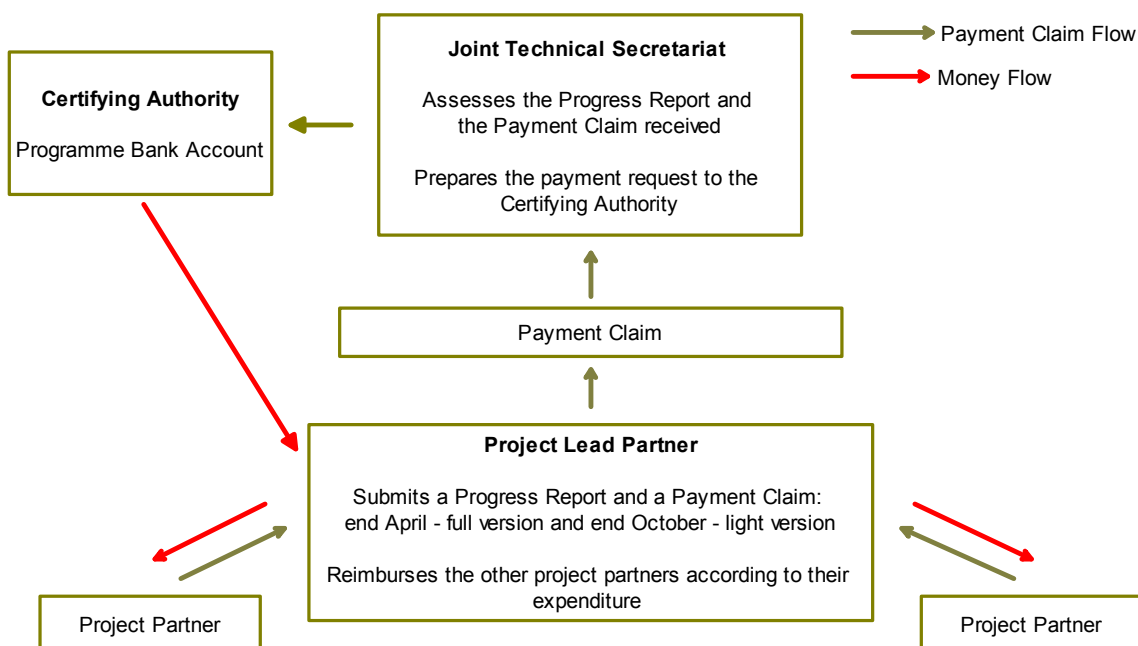 Joint Technical Secretariat
Assesses the Progress Report and
the Payment Claim received
Prepares the payment request to the
Certifying Authority
Payment Claim Flow
Money Flow
Certifying Authority
Programme Bank Account
Payment Claim
Project Lead Partner
Submits a Progress Report and a Payment Claim:
end April - full version and end October - light version
Reimburses the other project partners according to their
expenditure
Project Partner
Project Partner